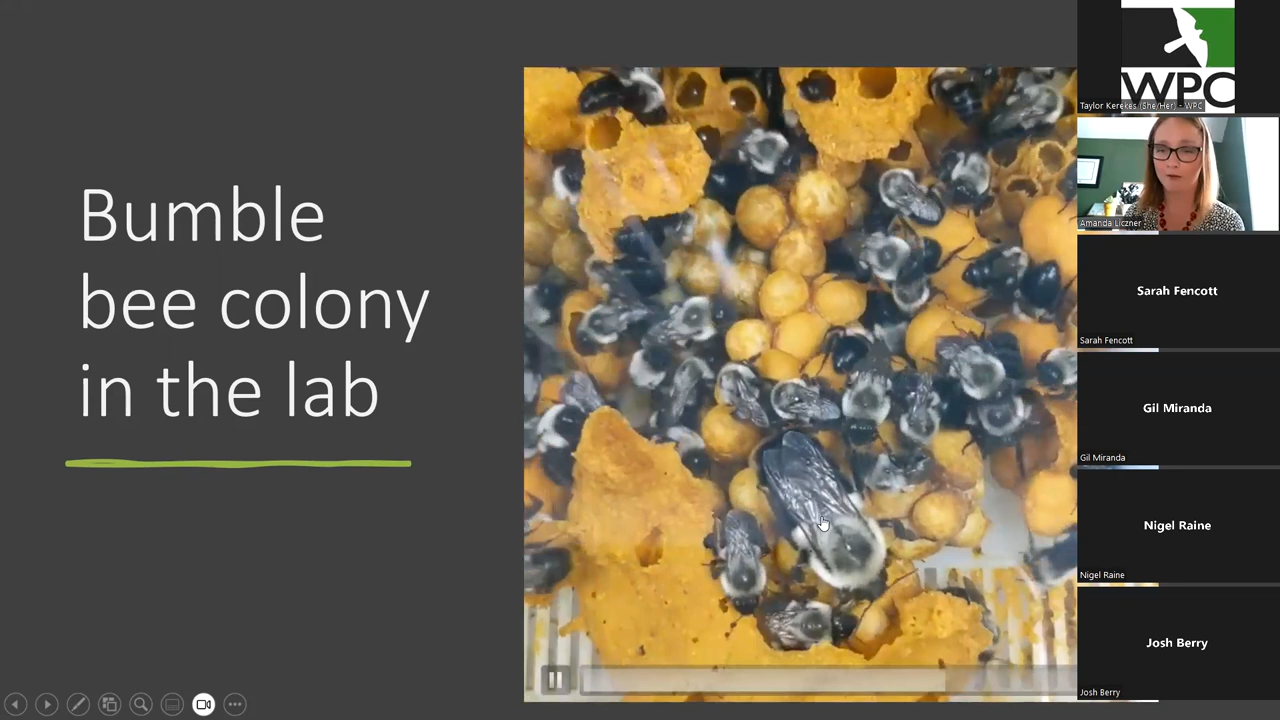 Bumble
bee colony
in the lab
WPC
Taylor Kerekes (She/Her) - WPC
Amanda Liczner
Sarah Fencott
Sarah Fencott
Gil Miranda
Gil Miranda
Nigel Raine
Nigel Raine
Josh Berry
Josh Berry